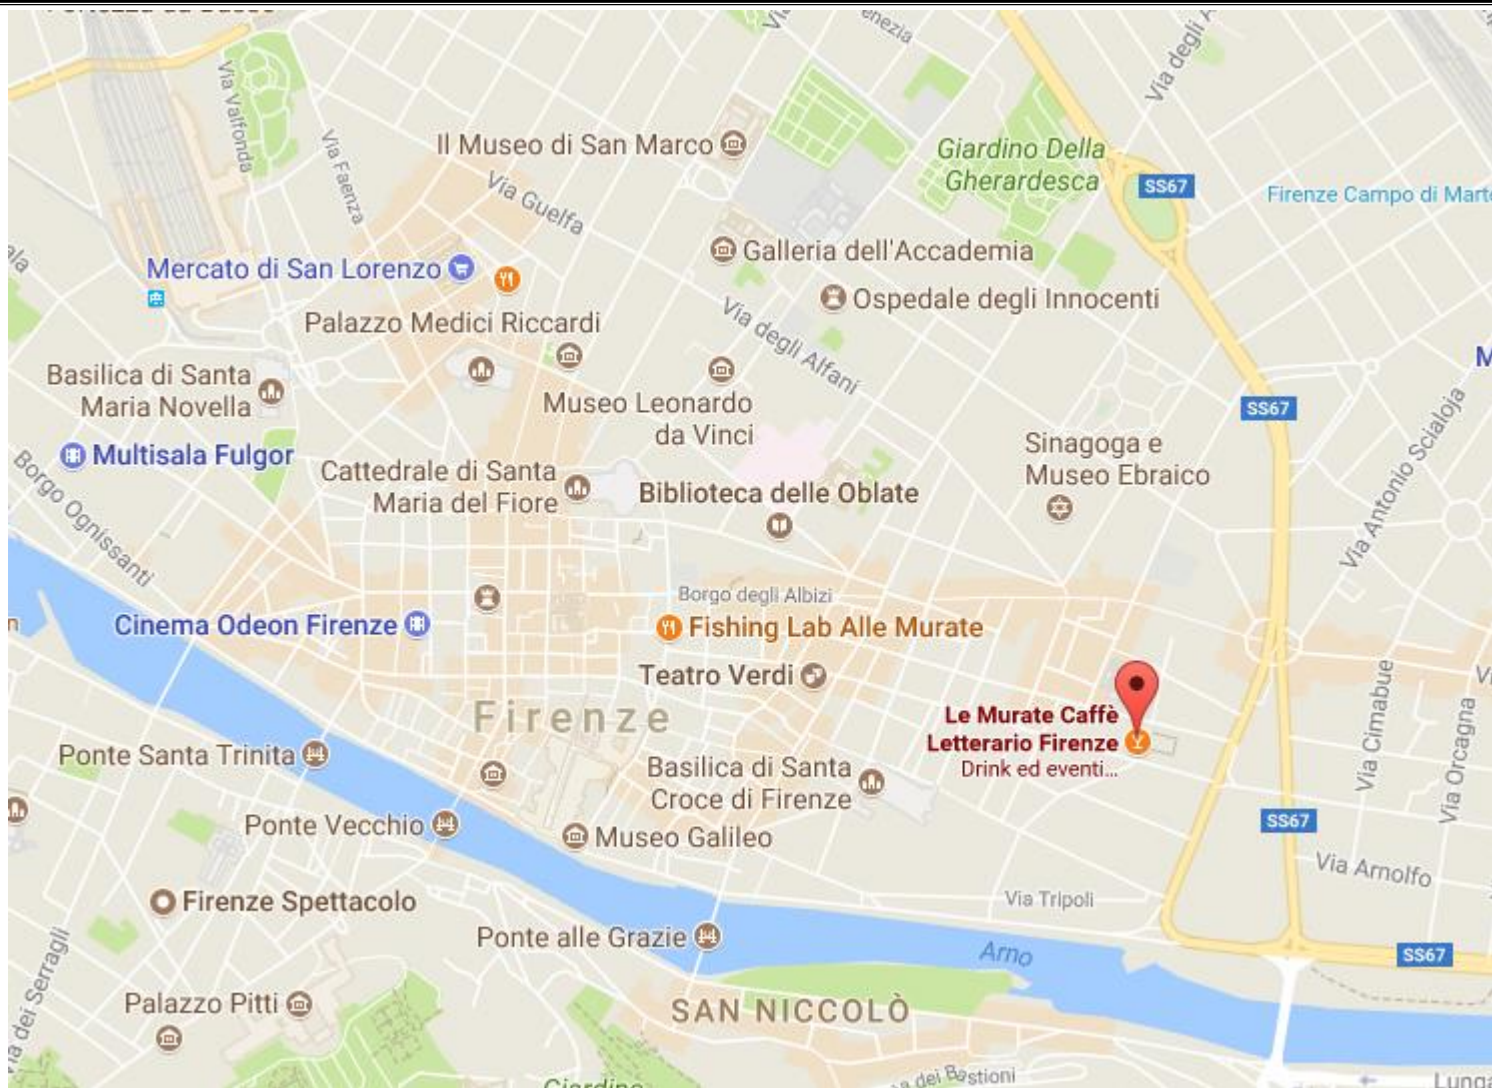 Via Valfonda
Via Faenza
Il Museo di San Marco
Via Guelfa
Giardino Della
Gherardesca
SS67
Via degli
Firenze Campo di Marte
Mercato di San Lorenzo
Galleria dell'Accademia
Ospedale degli Innocenti
Palazzo Medici Riccardi
Via degli Alfani
Basilica di Santa
Maria Novella
Museo Leonardo
da Vinci
SS67
Via Antonio Scialoja
Multisala Fulgor
Borgo Ognissanti
Cattedrale di Santa
Maria del Fiore
Biblioteca delle Oblate
Sinagoga e
Museo Ebraico
Borgo degli Albizi
Cinema Odeon Firenze
Fishing Lab Alle Murate
Teatro Verdi
Firenze
Le Murate Caffè
Letterario Firenze
Drink ed eventi...
Via Cimabue
Via Orcagna
Ponte Santa Trinita
Basilica di Santa
Croce di Firenze
Ponte Vecchio
Museo Galileo
SS67
Via Arnolfo
Firenze Spettacolo
Via Tripoli
Ponte alle Grazie
Arno
SS67
Via dei Serragli
Palazzo Pitti
SAN NICCOLÒ
Giardino
dei Bastioni